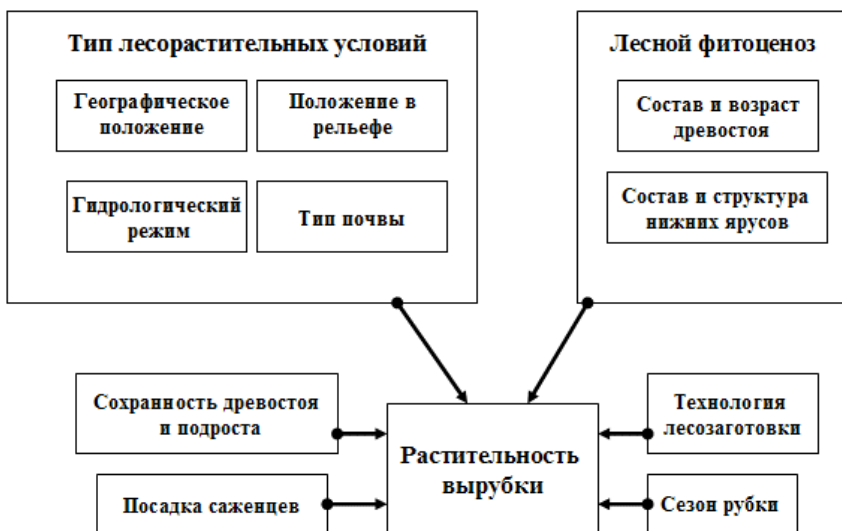 Тип лесорастительных условий
Географическое
положение
Положение в
рельефе
Гидрологический
режим
Тип почвы
Лесной фитоценоз
Состав и возраст
древостоя
Состав и структура
нижних ярусов
Сохранность древостоя
и подроста
Посадка саженцев
Растительность
вырубки
Технология
лесозаготовки
Сезон рубки